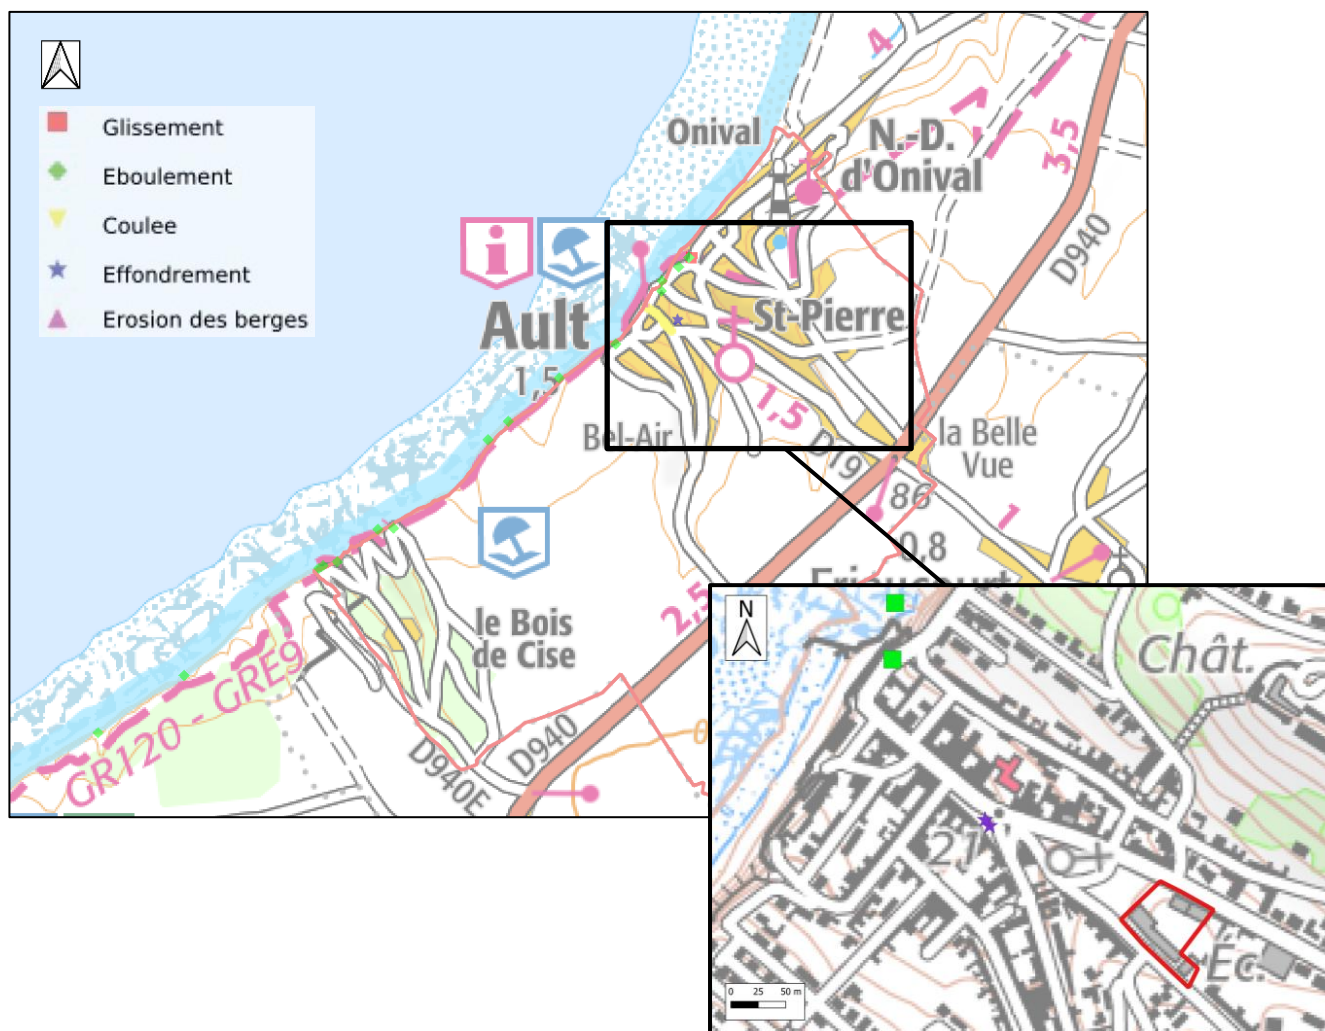 Glissement
Eboulement
Coulee
Effondrement
Erosion des berges
4
Onival
N.-D.
d'Onival
3,5
D940
Ault
1,5
St-Pierre
1,5
Bel-Air
D19
la Belle
Vue
86
1
0,8
Friaucourt
2,5
le Bois
de Cise
GR120 - GRE9
D940
D940E
N
Chât.
21
Éc.
0 25 50 m